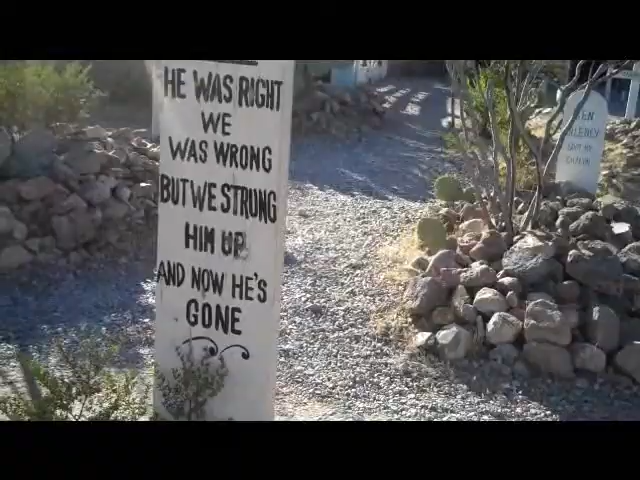 HE WAS RIGHT
WE
WAS WRONG
BUT WE STRUNG
HIM UP
AND NOW HE'S
GONE